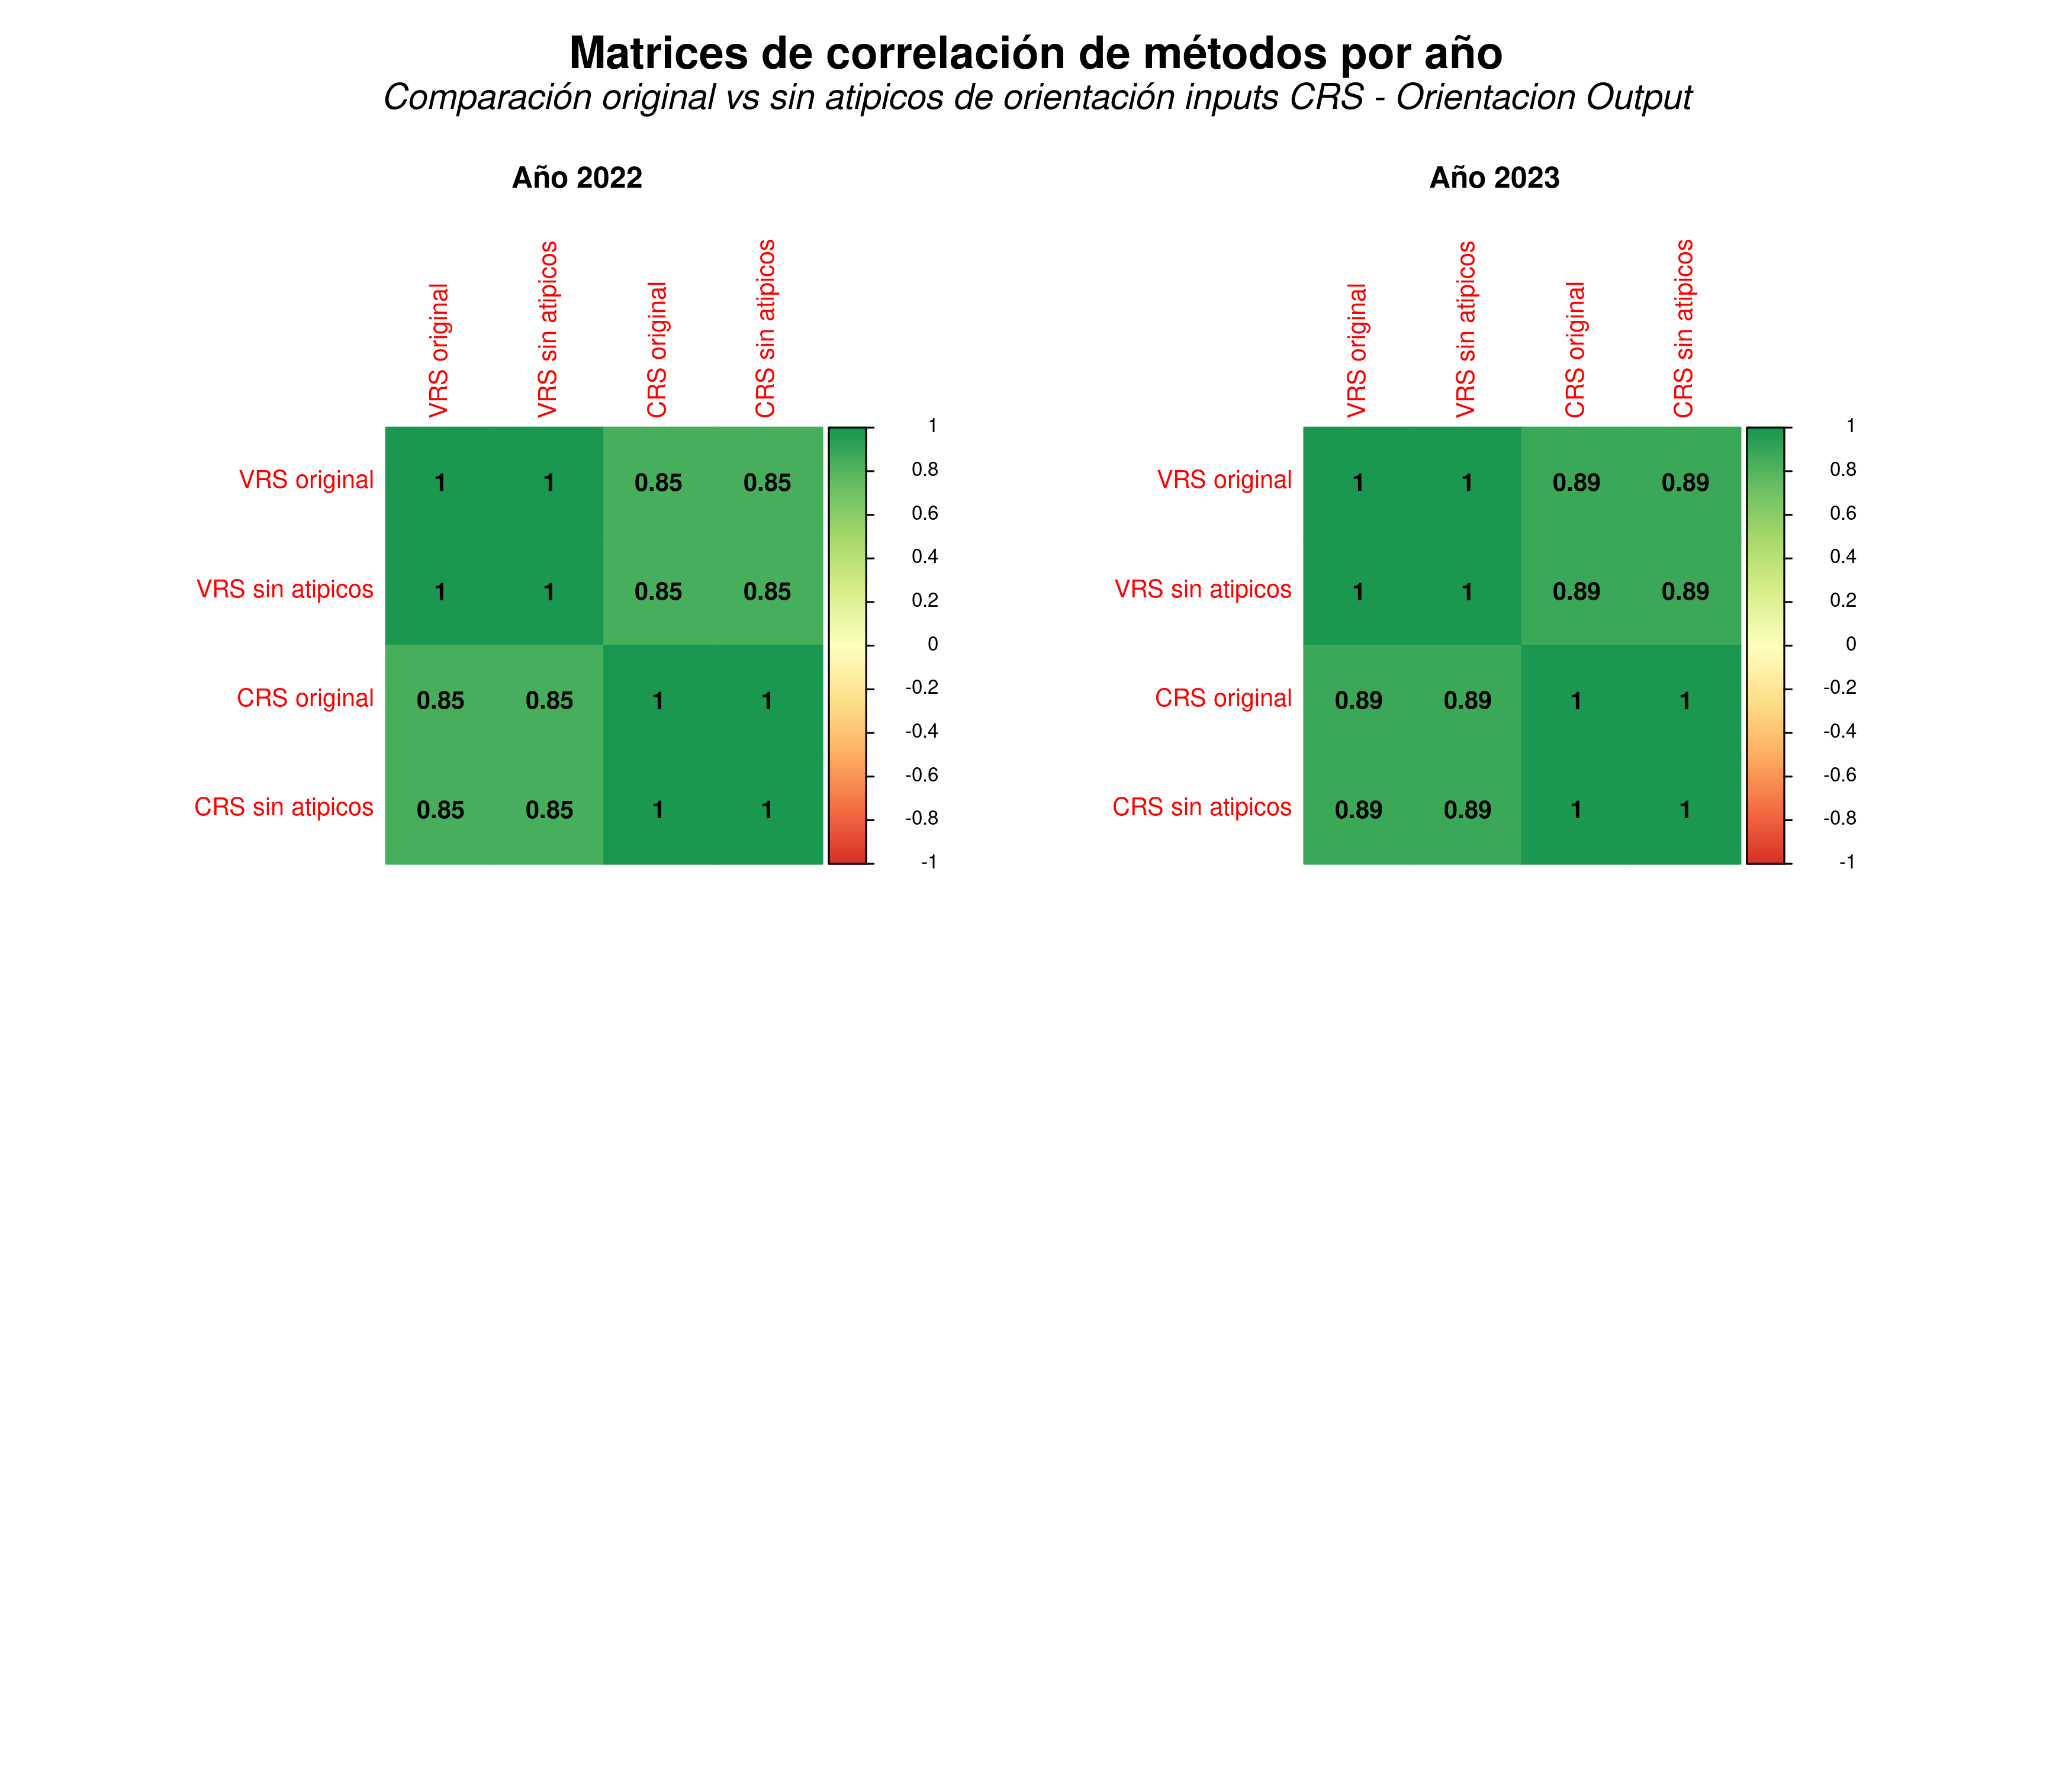 Matrices de correlación de métodos por año
Comparación original vs sin atipicos de orientación inputs CRS - Orientacion Output
Año 2022
VRS original
VRS sin atipicos
CRS original
CRS sin atipicos
VRS original 1 1 0.85 0.85
VRS sin atipicos 1 1 0.85 0.85
CRS original 0.85 0.85 1 1
CRS sin atipicos 0.85 0.85 1 1
1
0.8
0.6
0.4
0.2
0
-0.2
-0.4
-0.6
-0.8
-1
Año 2023
VRS original
VRS sin atipicos
CRS original
CRS sin atipicos
VRS original 1 1 0.89 0.89
VRS sin atipicos 1 1 0.89 0.89
CRS original 0.89 0.89 1 1
CRS sin atipicos 0.89 0.89 1 1
1
0.8
0.6
0.4
0.2
0
-0.2
-0.4
-0.6
-0.8
-1